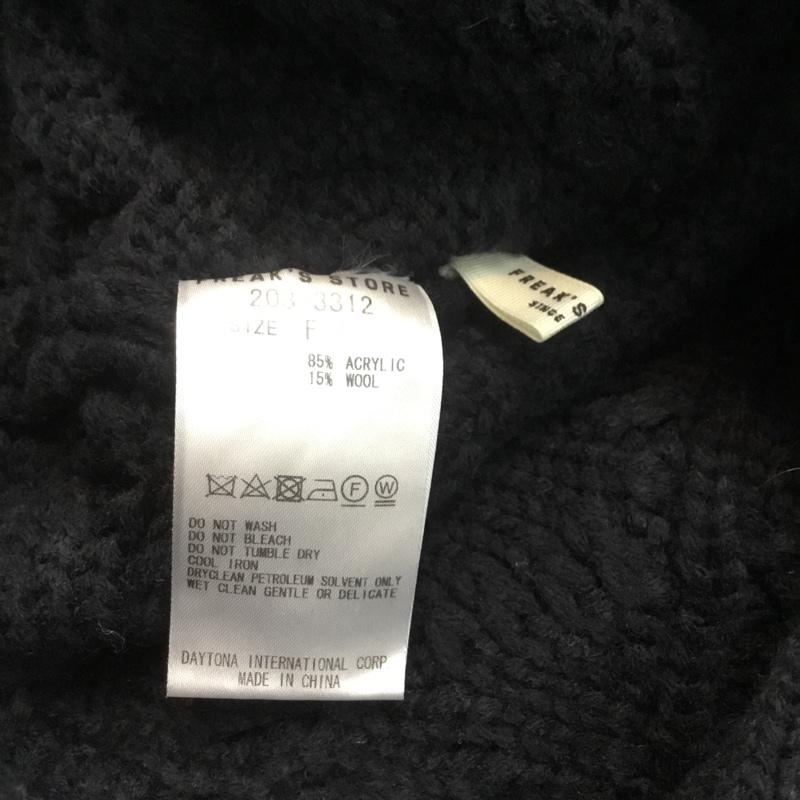 FREAK'S STORE
203 3312
SIZE F
85% ACRYLIC
15% WOOL
F W
DO NOT WASH
DO NOT BLEACH
DO NOT TUMBLE DRY
COOL IRON
DRYCLEAN PETROLEUM SOLVENT ONLY
WET CLEAN GENTLE OR DELICATE
DAYTONA INTERNATIONAL CORP
MADE IN CHINA
FREAK'S
SINCE